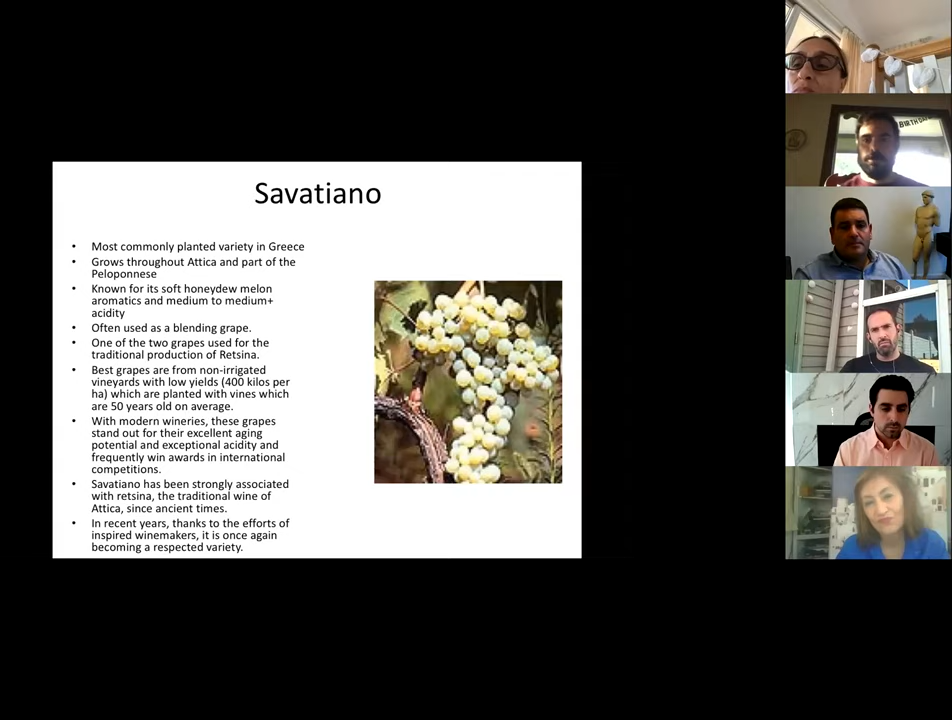 Savatiano
• Most commonly planted variety in Greece
• Grows throughout Attica and part of the
Peloponnese
• Known for its soft honeydew melon
aromatics and medium to medium+
acidity
• Often used as a blending grape.
• One of the two grapes used for the
traditional production of Retsina.
• Best grapes are from non-irrigated
vineyards with low yields (400 kilos per
ha) which are planted with vines which
are 50 years old on average.
• With modern wineries, these grapes
stand out for their excellent aging
potential and exceptional acidity and
frequently win awards in international
competitions.
• Savatiano has been strongly associated
with retsina, the traditional wine of
Attica, since ancient times.
• In recent years, thanks to the efforts of
inspired winemakers, it is once again
becoming a respected variety.